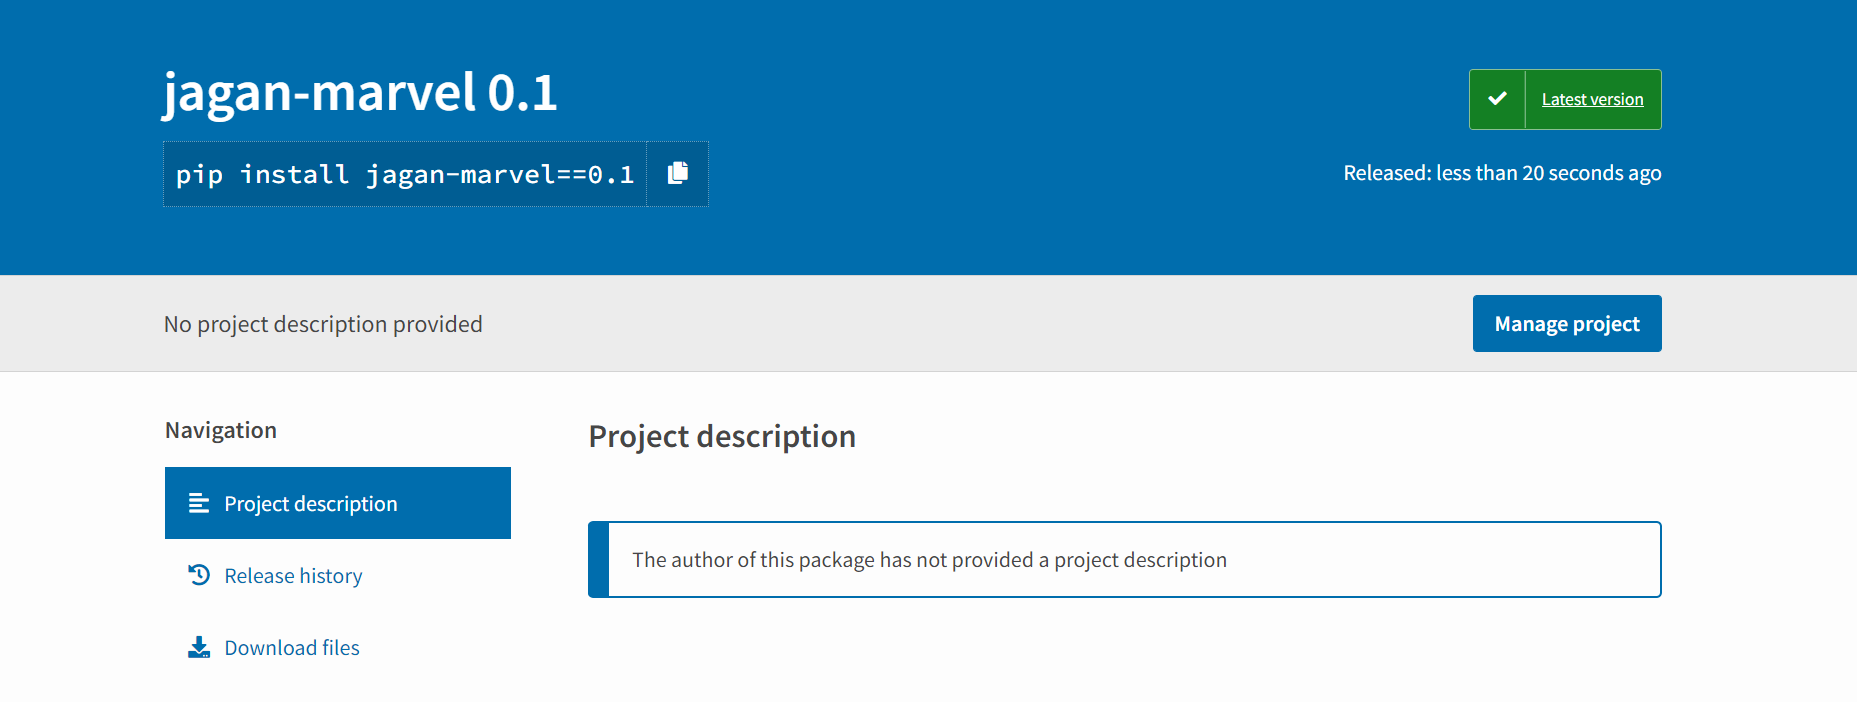 jagan-marvel 0.1
pip install jagan-marvel==0.1
Latest version
Released: less than 20 seconds ago
No project description provided
Manage project
Navigation
Project description
Release history
Download files
Project description
The author of this package has not provided a project description